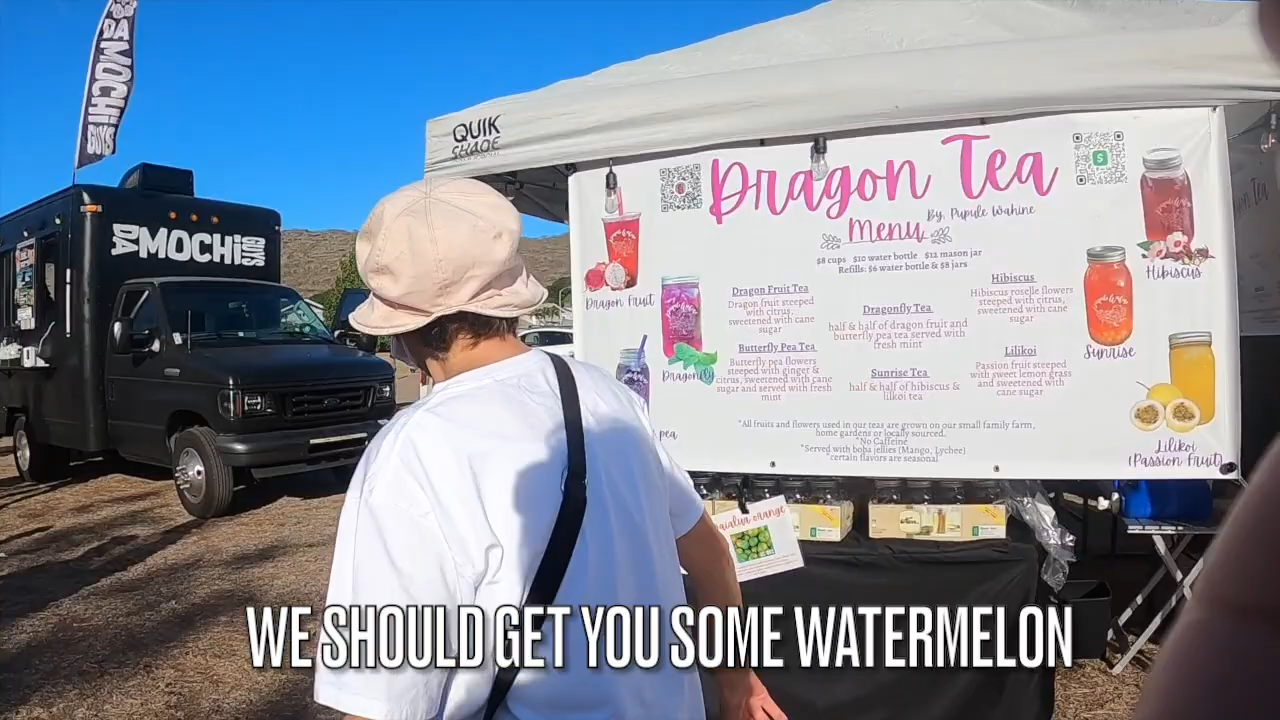 DA MOCHI GUYS
DA MOCHI GUYS
QUIK
SHADE
Dragon Tea
By. Pupule Wahine
Menu
$8 cups $10 water bottle $12 mason jar
Refills: $6 water bottle & $8 jars
Dragon Fruit
Dragon Fruit Tea
Dragon fruit steeped
with citrus,
sweetened with cane
sugar
Butterfly Pea Tea
Butterfly pea flowers
steeped with ginger &
citrus, sweetened with cane
sugar and served with fresh
mint
Dragonfly Tea
half & half of dragon fruit and
butterfly pea tea served with
fresh mint
Sunrise Tea
half & half of hibiscus &
lilkoi tea
Hibiscus
Hibiscus roselle flowers
steeped with citrus,
sweetened with cane
sugar
Lilikoi
Passion fruit steeped
with sweet lemon grass
and sweetened with
cane sugar
Hibiscus
Sunrise
Lilikoi
(Passion Fruit)
pea
*All fruits and flowers used in our teas are grown on our small family farm,
home gardens or locally sourced.
*No Caffeine
*Served with boba jellies (Mango, Lychee)
*certain flavors are seasonal
orange
WE SHOULD GET YOU SOME WATERMELON